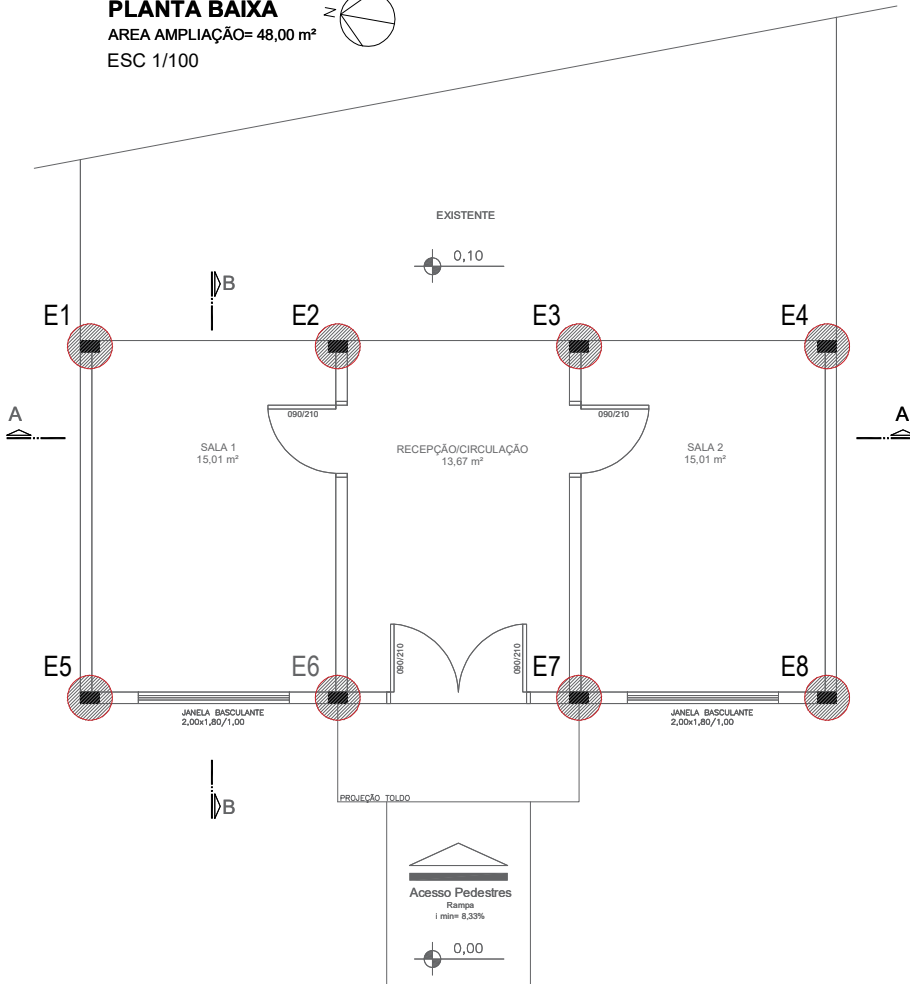 PLANTA BAIXA
AREA AMPLIAÇÃO= 48,00 m²
ESC 1/100
N
EXISTENTE
0,10
B
E1
E2
E3
E4
A
A
090/210
090/210
SALA 1
15,01 m²
RECEPÇÃO/CIRCULAÇÃO
13,67 m²
SALA 2
15,01 m²
090/210
090/210
E5
E6
E7
E8
JANELA BASCULANTE
2,00x1,80/1,00
JANELA BASCULANTE
2,00x1,80/1,00
B
PROJEÇÃO TOLDO
Acesso Pedestres
Rampa
i min= 8,33%
0,00